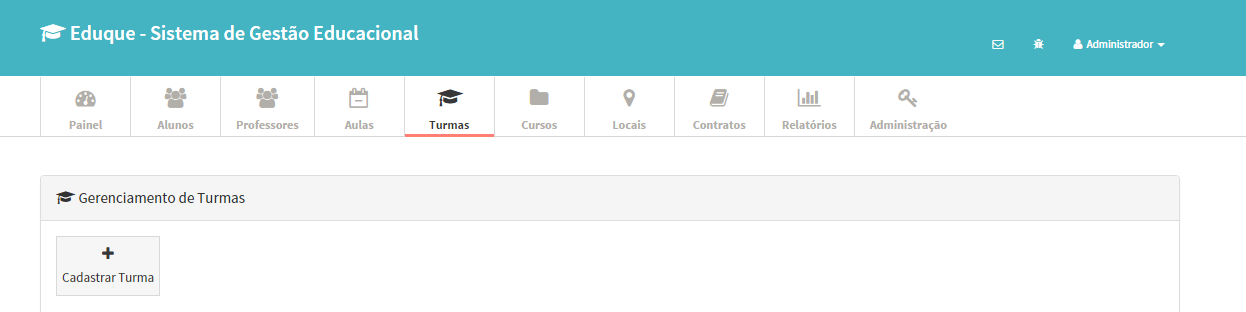 Eduque - Sistema de Gestão Educacional
Administrador
Painel
Alunos
Professores
Aulas
Turmas
Cursos
Locais
Contratos
Relatórios
Administração
Gerenciamento de Turmas
Cadastrar Turma